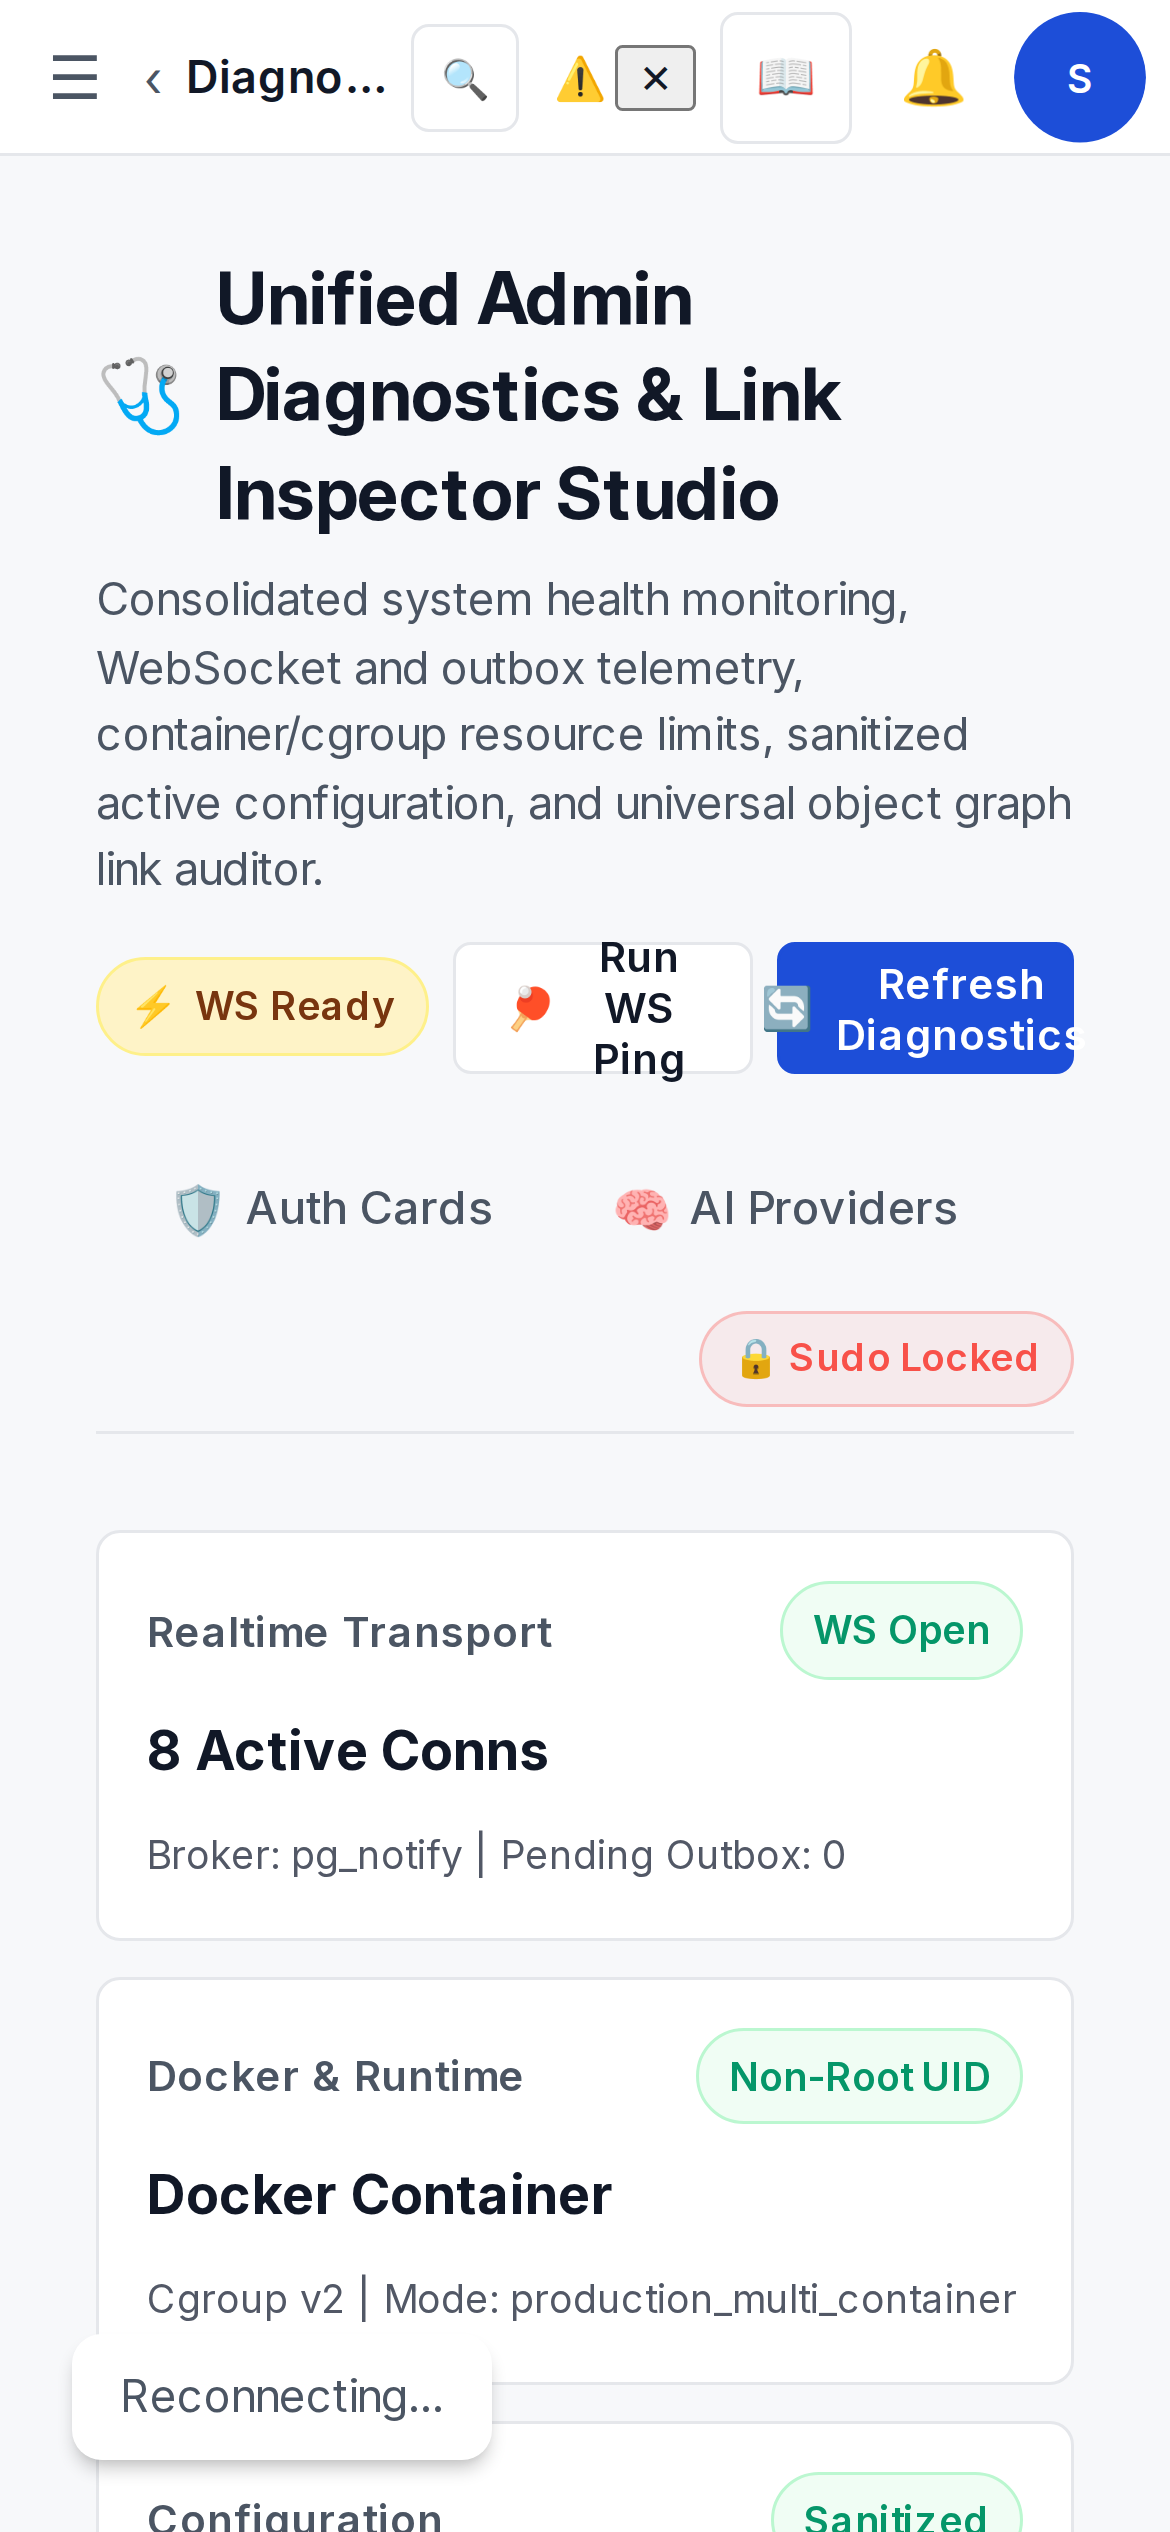 ☰ ‹ Diagno... 🔍 ⚠️ ✕ 📖 🔔 S
🩺 Unified Admin
Diagnostics & Link
Inspector Studio
Consolidated system health monitoring,
WebSocket and outbox telemetry,
container/cgroup resource limits, sanitized
active configuration, and universal object graph
link auditor.
⚡ WS Ready
🏓 Run
WS
Ping
🔄 Refresh
Diagnostics
🛡️ Auth Cards
🧠 AI Providers
🔒 Sudo Locked
Realtime Transport
WS Open
8 Active Conns
Broker: pg_notify | Pending Outbox: 0
Docker & Runtime
Non-Root UID
Docker Container
Cgroup v2 | Mode: production_multi_container
Reconnecting...
Configuration
Sanitized